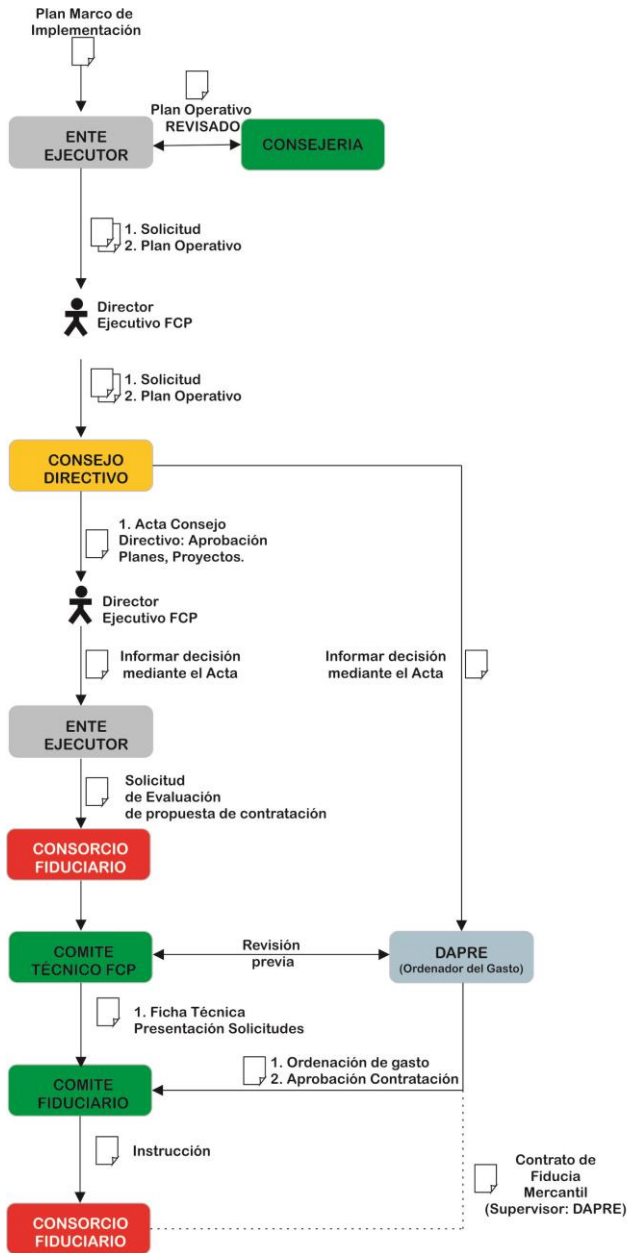 Plan Marco de
Implementación
Plan Operativo
REVISADO
ENTE
EJECUTOR
CONSEJERIA
1. Solicitud
2. Plan Operativo
Director
Ejecutivo FCP
1. Solicitud
2. Plan Operativo
CONSEJO
DIRECTIVO
1. Acta Consejo
Directivo: Aprobación
Planes, Proyectos.
Director
Ejecutivo FCP
Informar decisión
mediante el Acta
Informar decisión
mediante el Acta
ENTE
EJECUTOR
Solicitud
de Evaluación
de propuesta de contratación
CONSORCIO
FIDUCIARIO
COMITE
TÉCNICO FCP
Revisión
previa
DAPRE
(Ordenador del Gasto)
1. Ficha Técnica
Presentación Solicitudes
1. Ordenación de gasto
2. Aprobación Contratación
COMITE
FIDUCIARIO
Instrucción
Contrato de
Fiducia
Mercantil
(Supervisor: DAPRE)
CONSORCIO
FIDUCIARIO